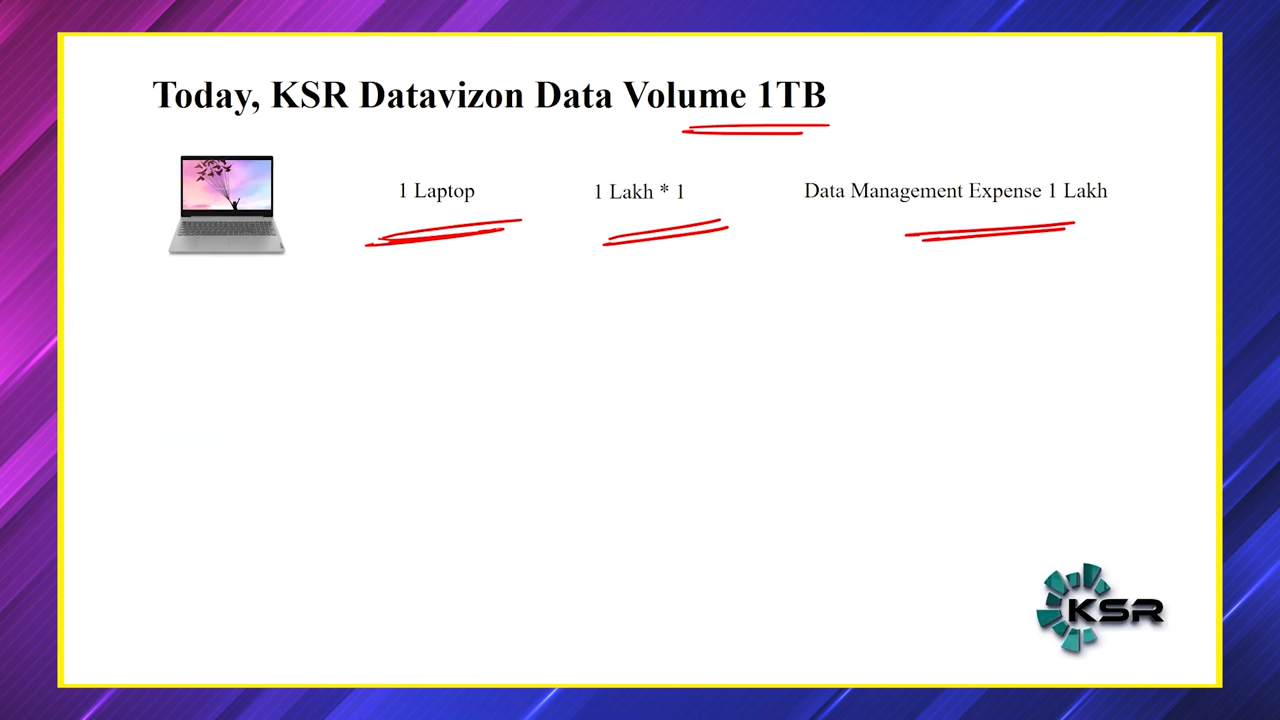 Today, KSR Datavizon Data Volume 1TB
1 Laptop
1 Lakh * 1
Data Management Expense 1 Lakh
KSR